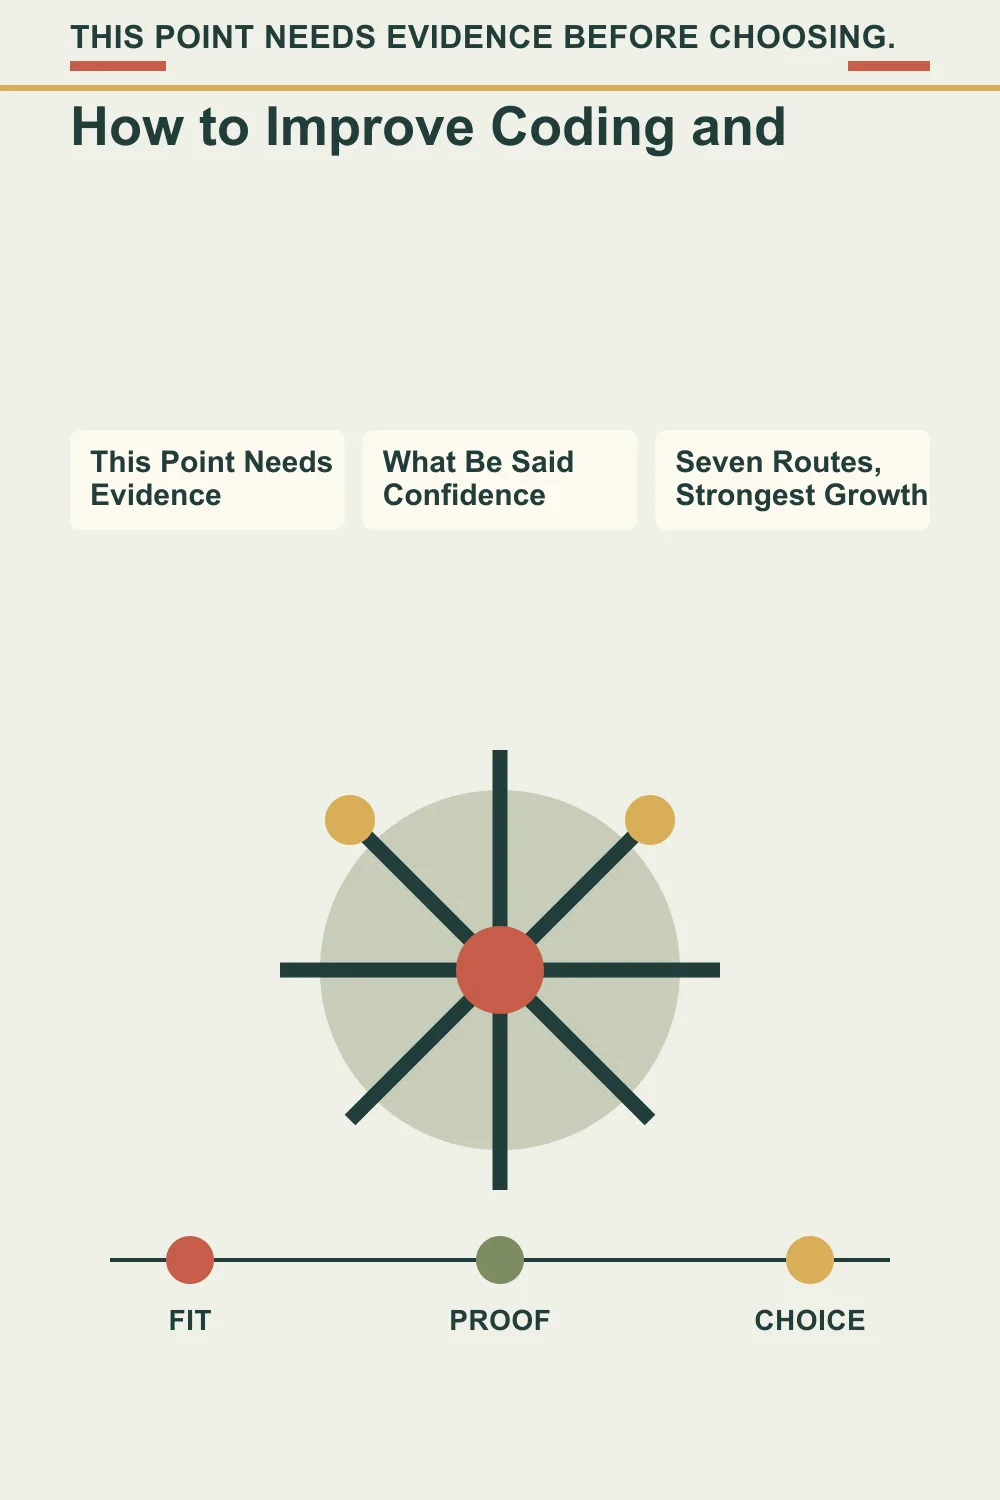 THIS POINT NEEDS EVIDENCE BEFORE CHOOSING.
How to Improve Coding and
This Point Needs
Evidence
What Be Said
Confidence
Seven Routes,
Strongest Growth
FIT
PROOF
CHOICE